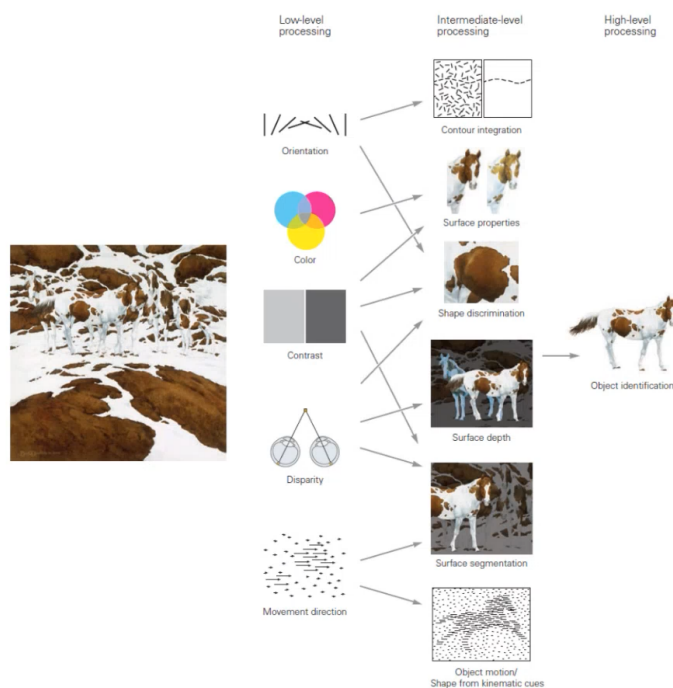 Low-level
processing
Intermediate-level
processing
High-level
processing
Orientation
Color
Contrast
Disparity
Movement direction
Contour integration
Surface properties
Shape discrimination
Surface depth
Surface segmentation
Object motion/
Shape from kinematic cues
Object identification